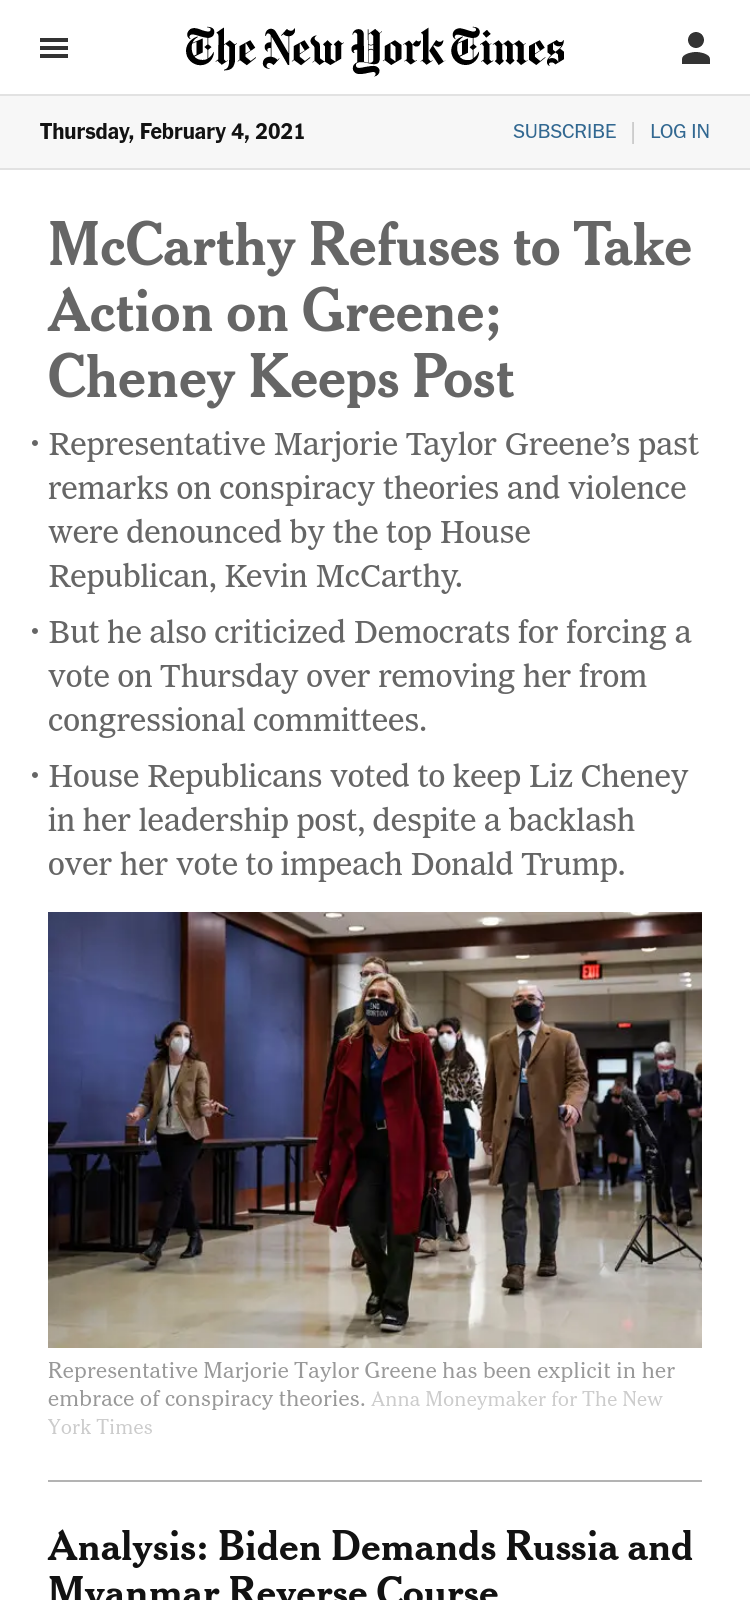 The New York Times
Thursday, February 4, 2021
SUBSCRIBE | LOG IN
McCarthy Refuses to Take
Action on Greene;
Cheney Keeps Post
• Representative Marjorie Taylor Greene’s past
remarks on conspiracy theories and violence
were denounced by the top House
Republican, Kevin McCarthy.
• But he also criticized Democrats for forcing a
vote on Thursday over removing her from
congressional committees.
• House Republicans voted to keep Liz Cheney
in her leadership post, despite a backlash
over her vote to impeach Donald Trump.
EXIT
Representative Marjorie Taylor Greene has been explicit in her
embrace of conspiracy theories. Anna Moneymaker for The New
York Times
Analysis: Biden Demands Russia and
Myanmar Reverse Course